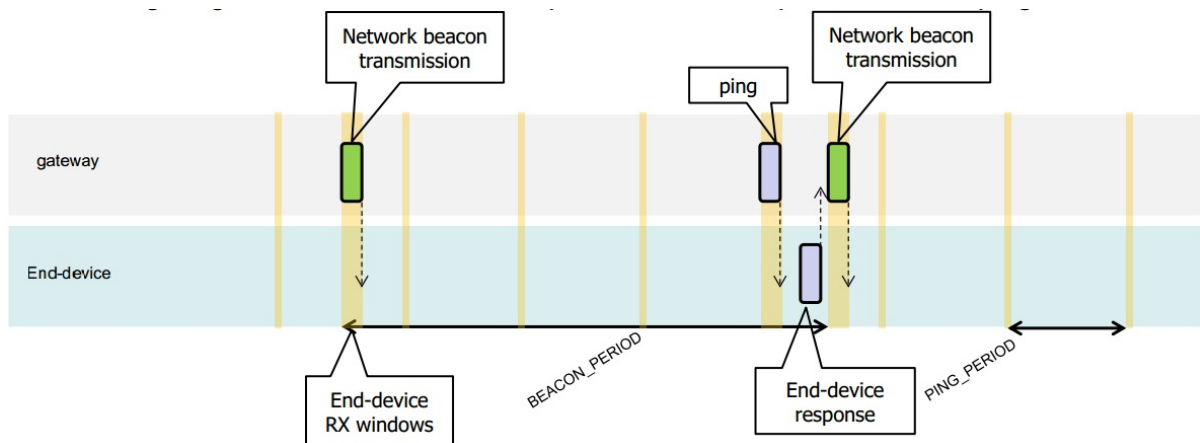 Network beacon
transmission
Network beacon
transmission
ping
gateway
End-device
BEACON_PERIOD
PING_PERIOD
End-device
RX windows
End-device
response